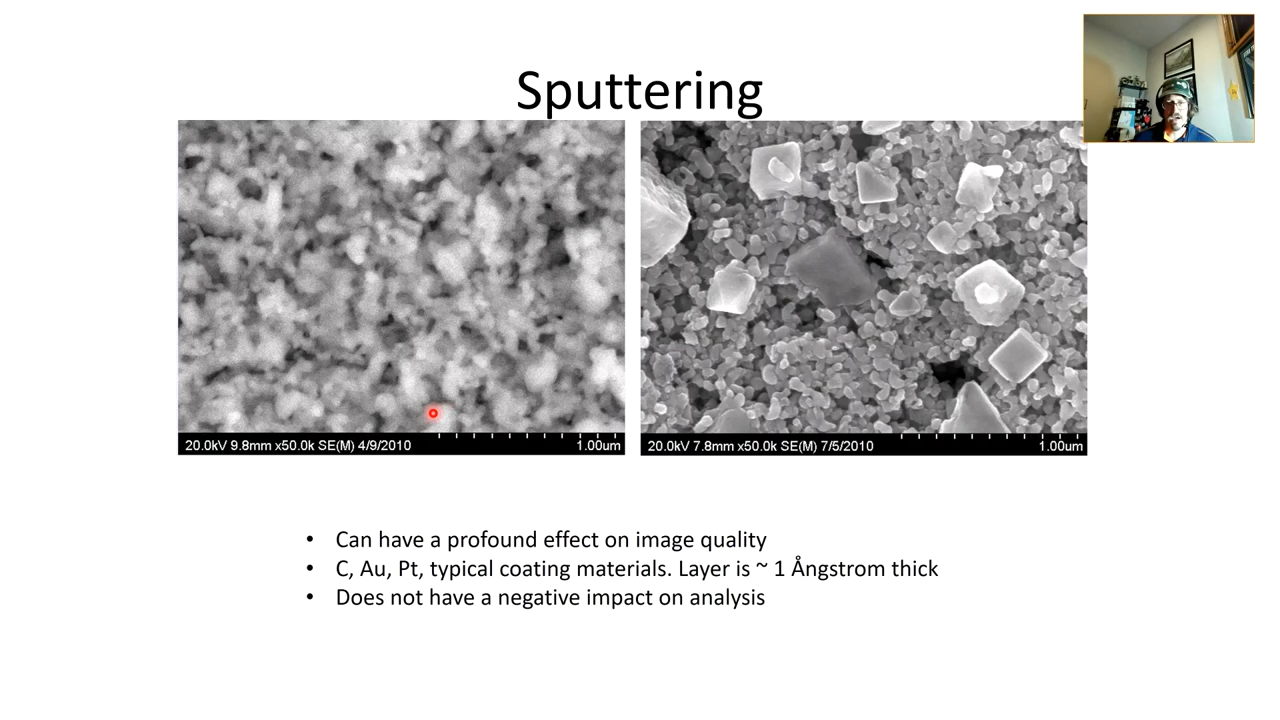 Sputtering
20.0kV 9.8mm x50.0k SE(M) 4/9/2010 1.00um
20.0kV 7.8mm x50.0k SE(M) 7/5/2010 1.00um
• Can have a profound effect on image quality
• C, Au, Pt, typical coating materials. Layer is ~ 1 Ångstrom thick
• Does not have a negative impact on analysis